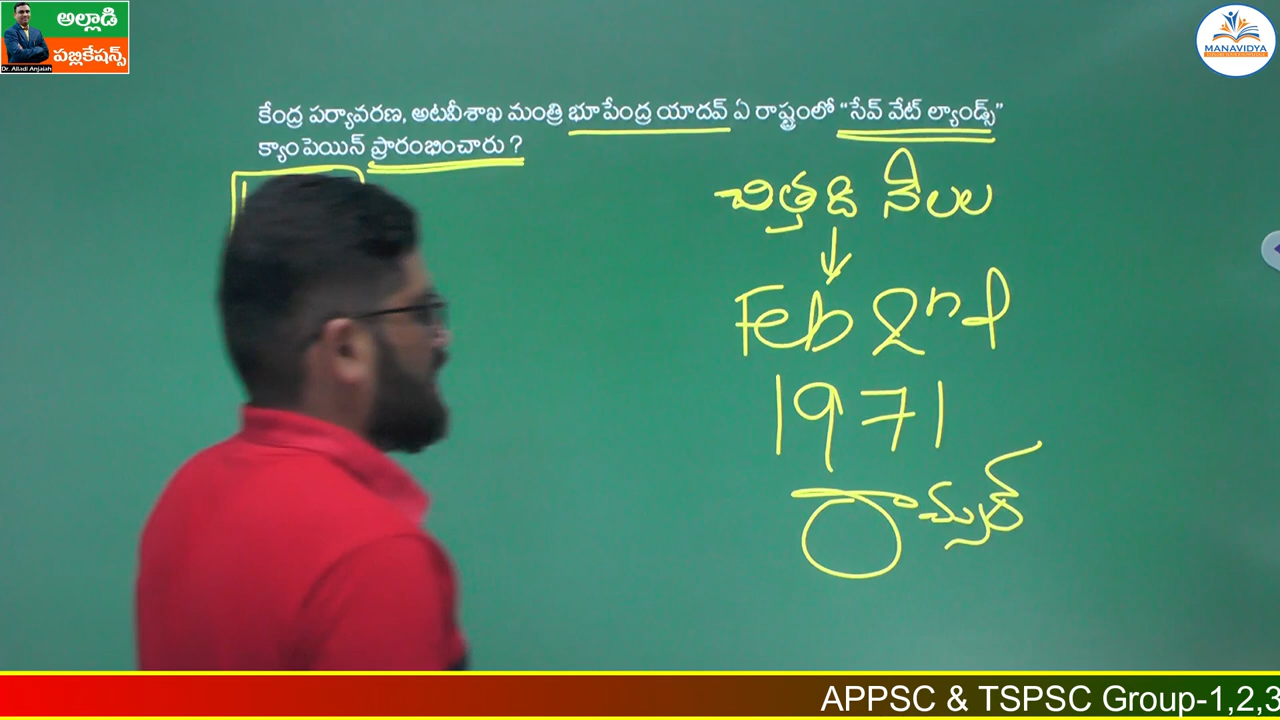 అల్లాడి
పబ్లికేషన్స్
Dr. Alladi Anjaiah
MANAVIDYA
కేంద్ర పర్యావరణ, అటవీశాఖ మంత్రి భూపేంద్ర యాదవ్ ఏ రాష్ట్రంలో “సేవ్ వేట్ ల్యాండ్స్”
క్యాంపెయిన్ ప్రారంభించారు ?
చిత్తడి నేలల
Feb 2nd
1971
రామ్సర్
APPSC & TSPSC Group-1,2,3